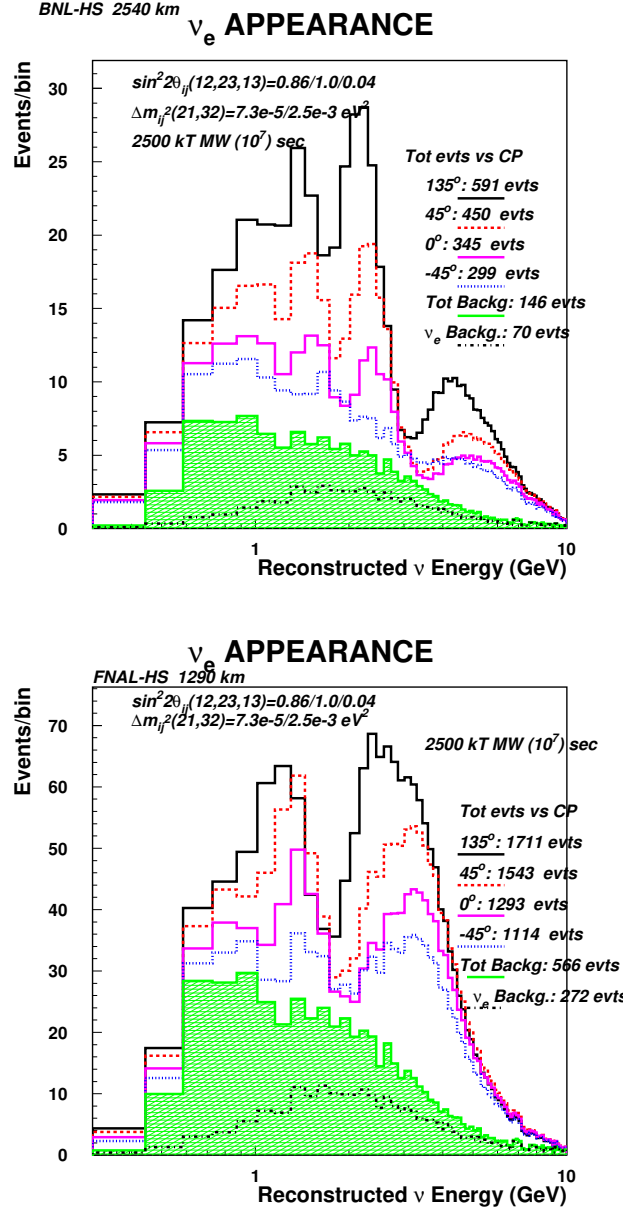 BNL-HS 2540 km
νe APPEARANCE
sin²2θij(12,23,13)=0.86/1.0/0.04
Δmij²(21,32)=7.3e-5/2.5e-3 eV²
2500 kT MW (10⁷) sec
Tot evts vs CP
135°: 591 evts
45°: 450 evts
0°: 345 evts
-45°: 299 evts
Tot Backg: 146 evts
νe Backg.: 70 evts
Events/bin
30
25
20
15
10
5
0
1
10
Reconstructed ν Energy (GeV)
νe APPEARANCE
FNAL-HS 1290 km
sin²2θij(12,23,13)=0.86/1.0/0.04
Δmij²(21,32)=7.3e-5/2.5e-3 eV²
2500 kT MW (10⁷) sec
Tot evts vs CP
135°: 1711 evts
45°: 1543 evts
0°: 1293 evts
-45°: 1114 evts
Tot Backg: 566 evts
νe Backg.: 272 evts
Events/bin
70
60
50
40
30
20
10
0
1
10
Reconstructed ν Energy (GeV)